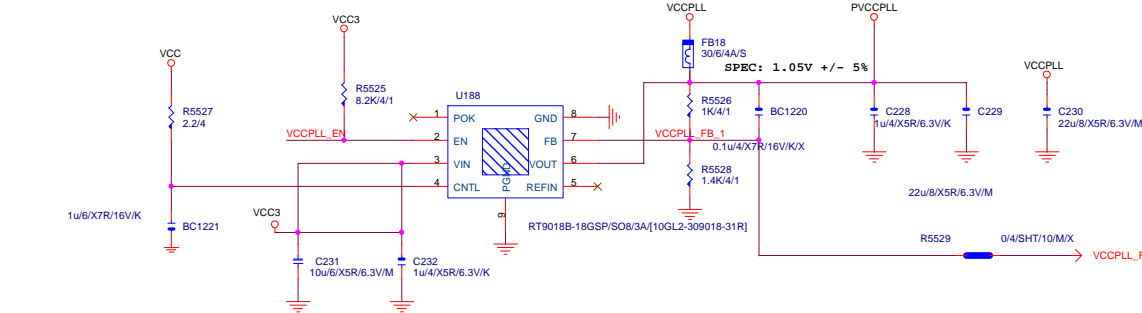 VCCPLL
PVCCPLL
VCC3
VCC
FB18
30/6/4A/S
SPEC: 1.05V +/- 5%
VCCPLL
R5525
8.2K/4/1
U188
R5526
1K/4/1
BC1220
C228
1u/4/X5R/6.3V/K
C229
C230
22u/8/X5R/6.3V/M
R5527
2.2/4
1 POK
GND 8
VCCPLL_EN
2 EN
FB 7
VCCPLL_FB_1
0.1u/4/X7R/16V/K/X
3 VIN
VOUT 6
PGND
4 CNTL
REFIN 5
R5528
1.4K/4/1
22u/8/X5R/6.3V/M
9
1u/6/X7R/16V/K
BC1221
VCC3
RT9018B-18GSP/SO8/3A/[10GL2-309018-31R]
R5529
0/4/SHT/10/M/X
VCCPLL_F
C231
10u/6/X5R/6.3V/M
C232
1u/4/X5R/6.3V/K